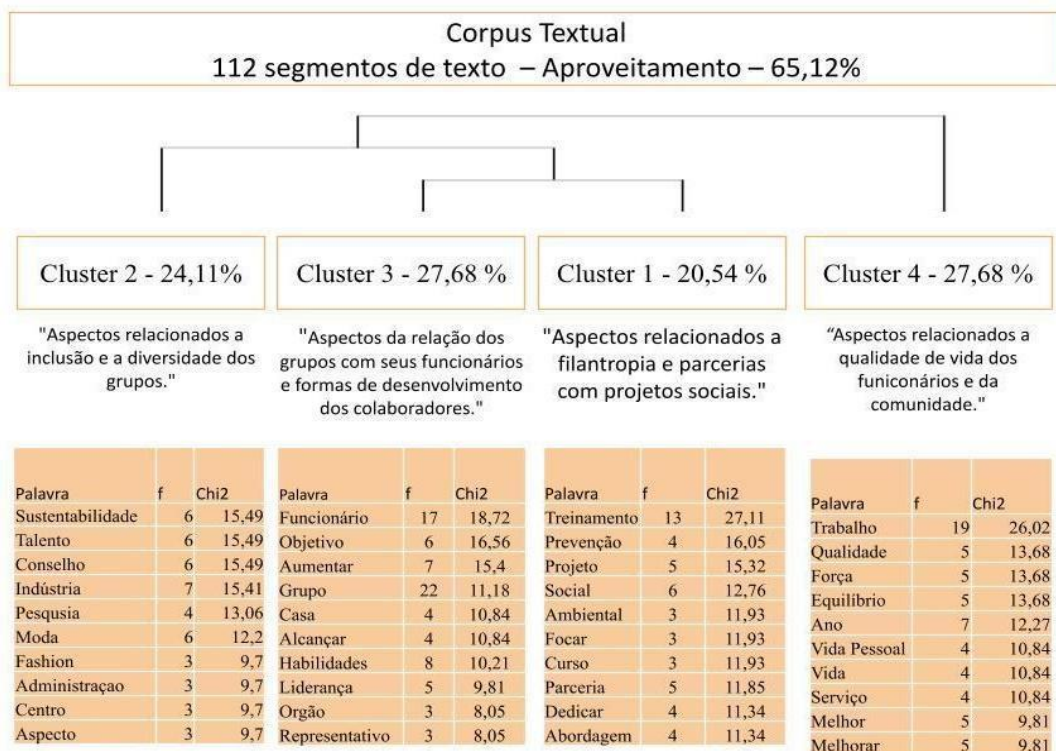 Corpus Textual
112 segmentos de texto – Aproveitamento – 65,12%
Cluster 2 - 24,11%
"Aspectos relacionados a
inclusão e a diversidade dos
grupos."
Cluster 3 - 27,68 %
"Aspectos da relação dos
grupos com seus funcionários
e formas de desenvolvimento
dos colaboradores."
Cluster 1 - 20,54 %
"Aspectos relacionados a
filantropia e parcerias
com projetos sociais."
Cluster 4 - 27,68 %
“Aspectos relacionados a
qualidade de vida dos
funiconários e da
comunidade."
Palavra f Chi2
Sustentabilidade 6 15,49
Talento 6 15,49
Conselho 6 15,49
Indústria 7 15,41
Pesqusia 4 13,06
Moda 6 12,2
Fashion 3 9,7
Administraçao 3 9,7
Centro 3 9,7
Aspecto 3 9,7
Palavra f Chi2
Funcionário 17 18,72
Objetivo 6 16,56
Aumentar 7 15,4
Grupo 22 11,18
Casa 4 10,84
Alcançar 4 10,84
Habilidades 8 10,21
Liderança 5 9,81
Orgão 3 8,05
Representativo 3 8,05
Palavra f Chi2
Treinamento 13 27,11
Prevenção 4 16,05
Projeto 5 15,32
Social 6 12,76
Ambiental 3 11,93
Focar 3 11,93
Curso 3 11,93
Parceria 5 11,85
Dedicar 4 11,34
Abordagem 4 11,34
Palavra f Chi2
Trabalho 19 26,02
Qualidade 5 13,68
Força 5 13,68
Equilíbrio 5 13,68
Ano 7 12,27
Vida Pessoal 4 10,84
Vida 4 10,84
Serviço 4 10,84
Melhor 5 9,81
Melhorar 5 9,81